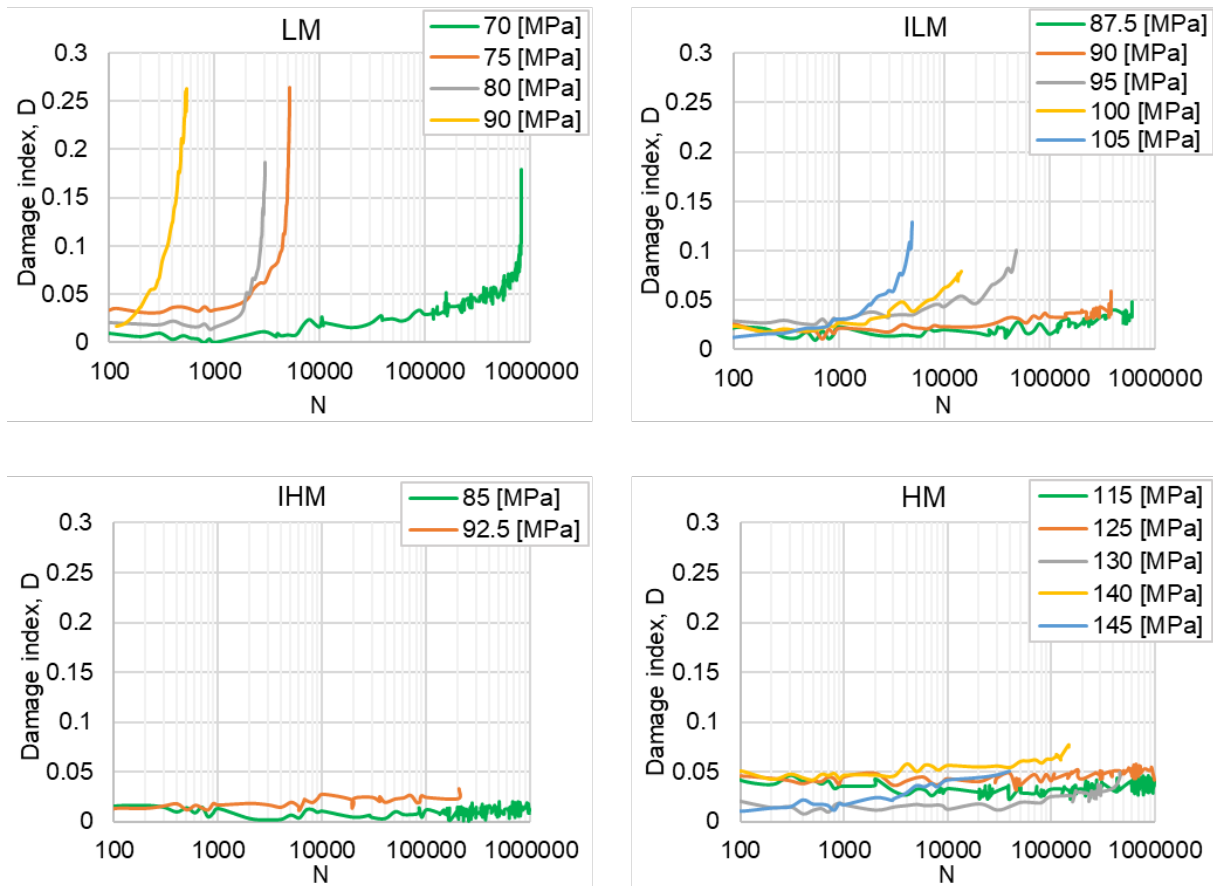 LM
70 [MPa]
75 [MPa]
80 [MPa]
90 [MPa]
Damage index, D
0.3
0.25
0.2
0.15
0.1
0.05
0
100 1000 10000 100000 1000000
N
ILM
87.5 [MPa]
90 [MPa]
95 [MPa]
100 [MPa]
105 [MPa]
Damage index, D
0.3
0.25
0.2
0.15
0.1
0.05
0
100 1000 10000 100000 1000000
N
IHM
85 [MPa]
92.5 [MPa]
Damage index, D
0.3
0.25
0.2
0.15
0.1
0.05
0
100 1000 10000 100000 1000000
N
HM
115 [MPa]
125 [MPa]
130 [MPa]
140 [MPa]
145 [MPa]
Damage index, D
0.3
0.25
0.2
0.15
0.1
0.05
0
100 1000 10000 100000 1000000
N